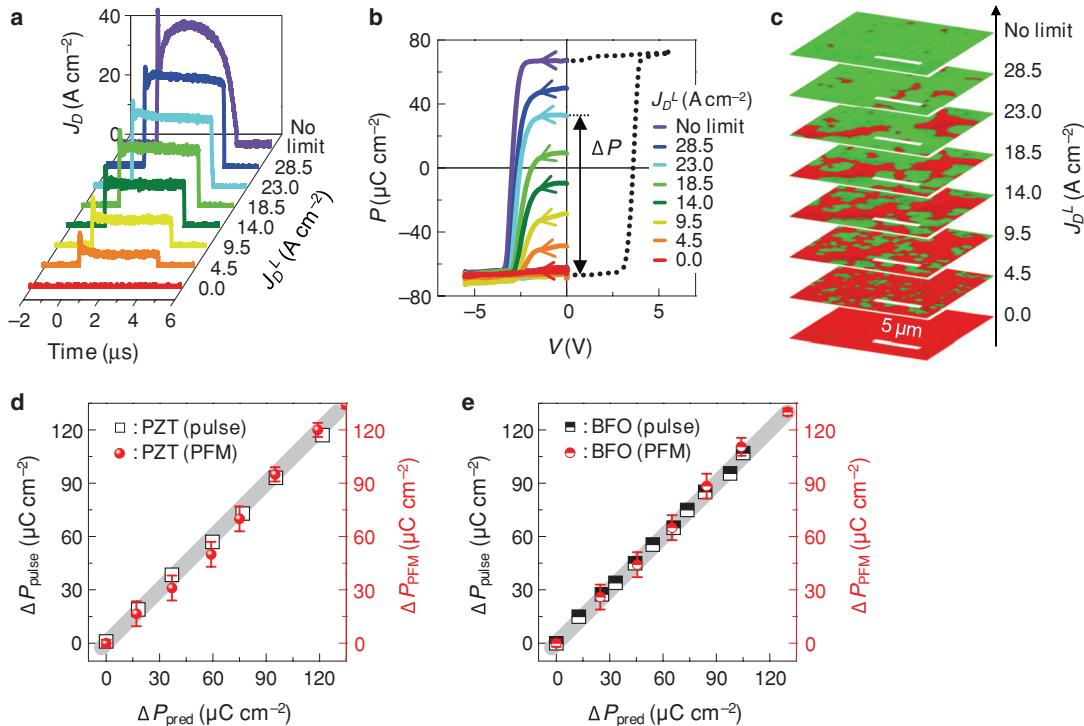 a
40
20
0
J_D (A cm⁻²)
No limit
28.5
23.0
18.5
14.0
9.5
4.5
0.0
J_D^L (A cm⁻²)
−2 0 2 4 6
Time (μs)
b
80
40
0
−40
−80
P (μC cm⁻²)
J_D^L (A cm⁻²)
No limit
28.5
23.0
18.5
14.0
9.5
4.5
0.0
ΔP
−5 0 5
V (V)
c
No limit
28.5
23.0
18.5
14.0
9.5
4.5
0.0
J_D^L (A cm⁻²)
5 μm
d
□ : PZT (pulse)
: PZT (PFM)
120
90
60
30
0
ΔP_pulse (μC cm⁻²)
120
90
60
30
0
ΔP_PFM (μC cm⁻²)
0 30 60 90 120
ΔP_pred (μC cm⁻²)
e
: BFO (pulse)
: BFO (PFM)
120
90
60
30
0
ΔP_pulse (μC cm⁻²)
120
90
60
30
0
ΔP_PFM (μC cm⁻²)
0 30 60 90 120
ΔP_pred (μC cm⁻²)